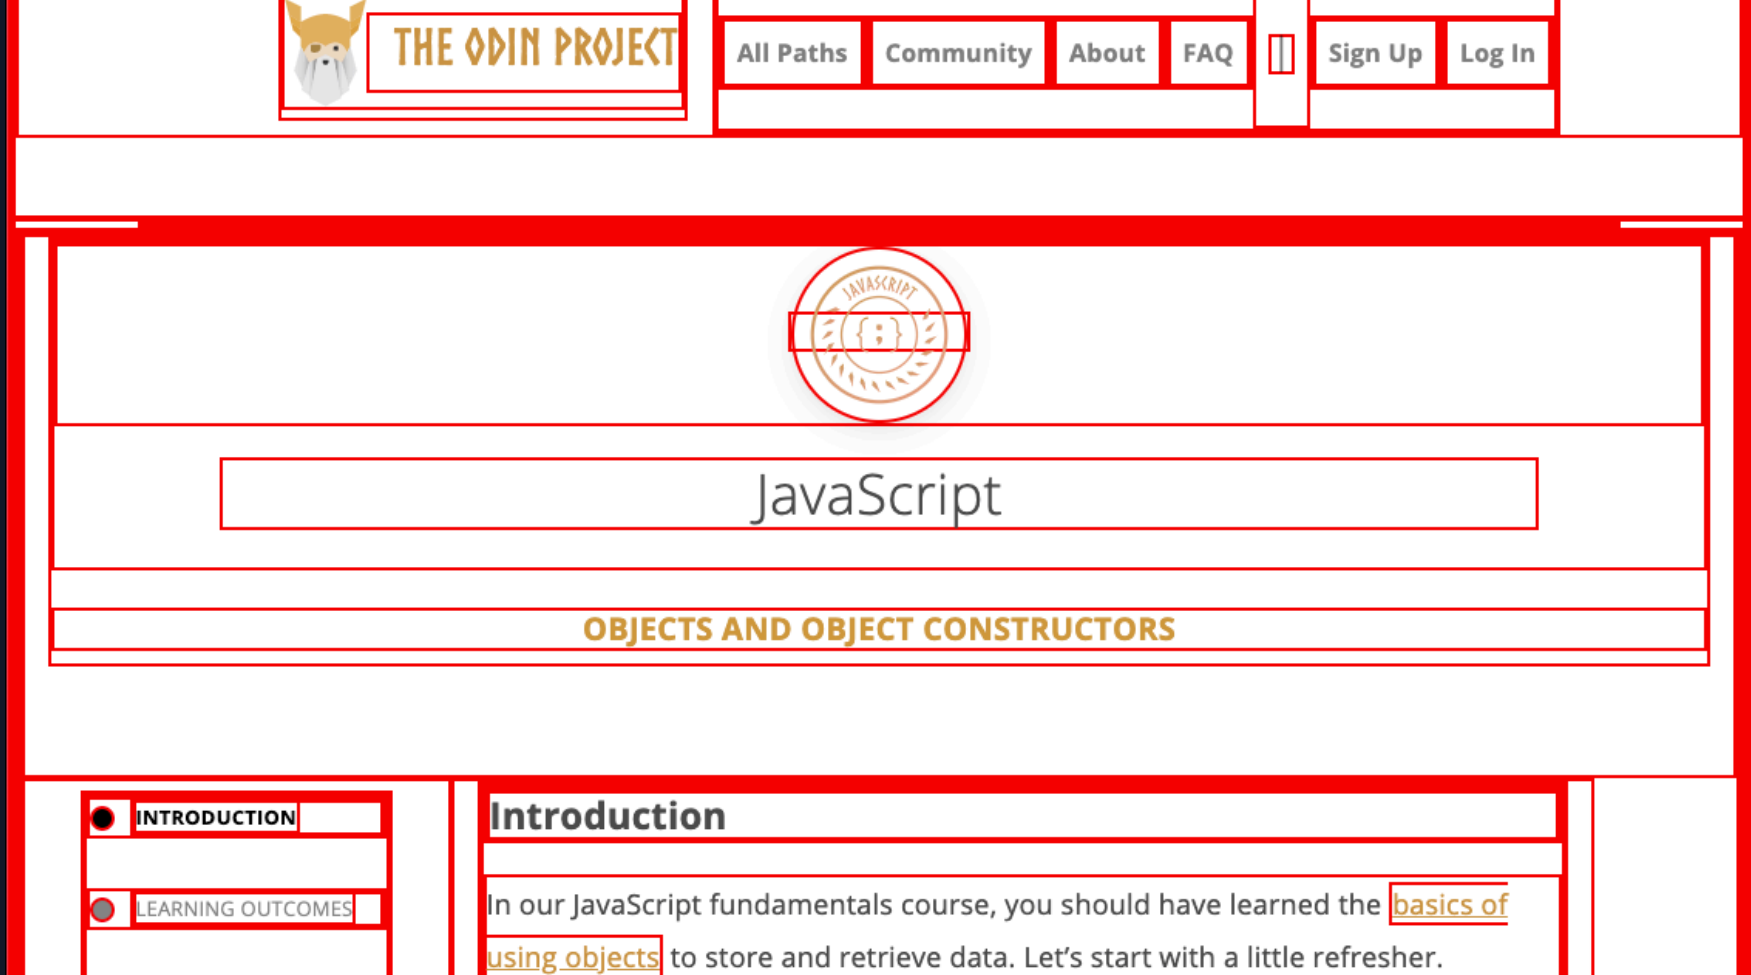 THE ODIN PROJECT
All Paths Community About FAQ | Sign Up Log In
JAVASCRIPT
{;}
JavaScript
OBJECTS AND OBJECT CONSTRUCTORS
INTRODUCTION
LEARNING OUTCOMES
Introduction
In our JavaScript fundamentals course, you should have learned the basics of
using objects to store and retrieve data. Let’s start with a little refresher.